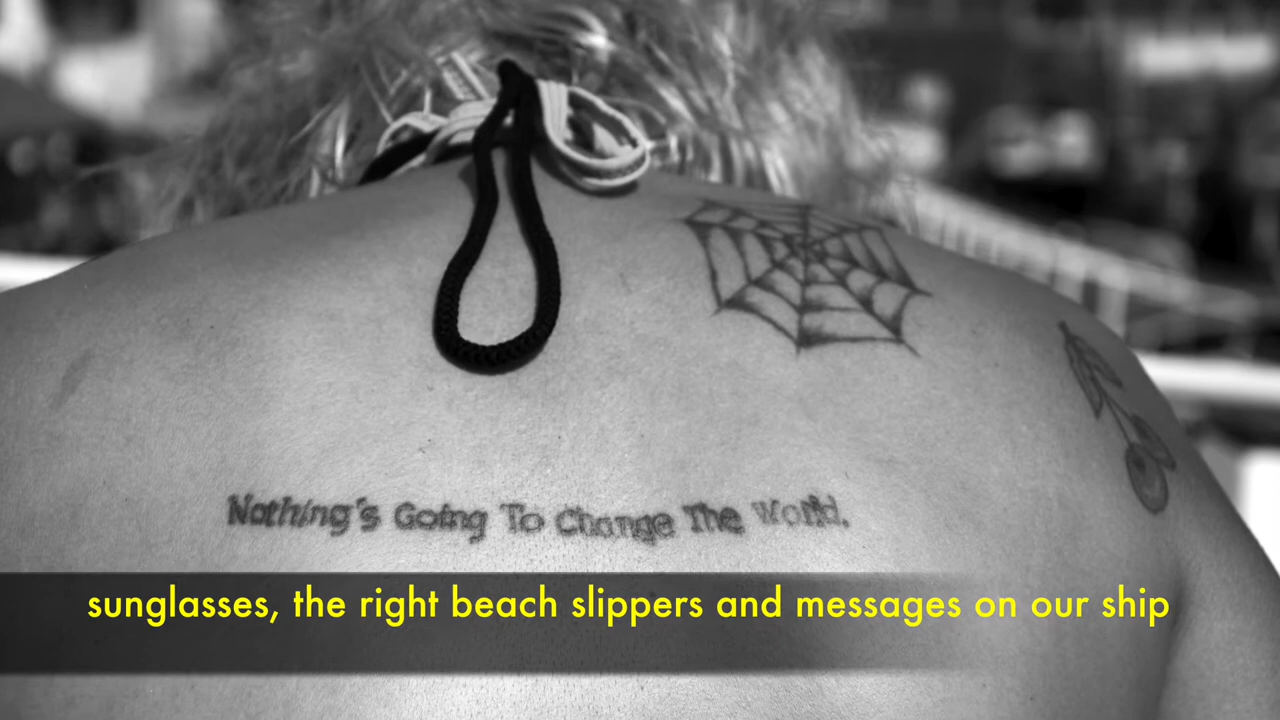 Nothing's Going To Change The World.
sunglasses, the right beach slippers and messages on our ship